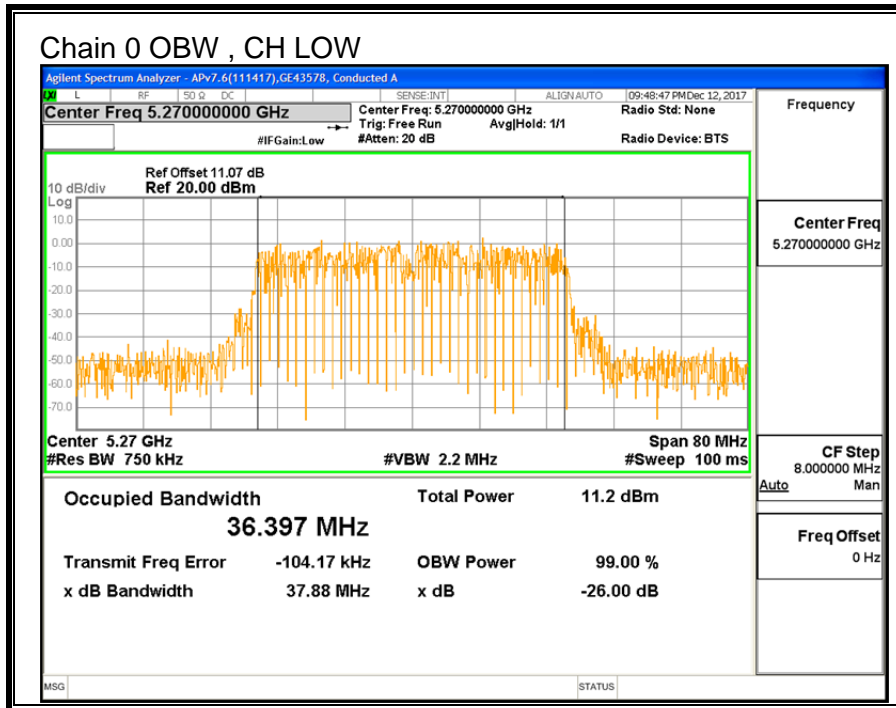 Chain 0 OBW , CH LOW
Agilent Spectrum Analyzer - APv7.6(111417),GE43578, Conducted A
LXI L RF 50 Ω DC SENSE:INT ALIGN AUTO 09:48:47 PM Dec 12, 2017
Center Freq 5.270000000 GHz
Center Freq: 5.270000000 GHz
Radio Std: None
Trig: Free Run Avg|Hold: 1/1
#IFGain:Low #Atten: 20 dB Radio Device: BTS
Ref Offset 11.07 dB
10 dB/div Ref 20.00 dBm
Log
10.0
0.00
-10.0
-20.0
-30.0
-40.0
-50.0
-60.0
-70.0
Center 5.27 GHz Span 80 MHz
#Res BW 750 kHz #VBW 2.2 MHz #Sweep 100 ms
Occupied Bandwidth Total Power 11.2 dBm
36.397 MHz
Transmit Freq Error -104.17 kHz OBW Power 99.00 %
x dB Bandwidth 37.88 MHz x dB -26.00 dB
MSG STATUS
Frequency
Center Freq
5.270000000 GHz
CF Step
8.000000 MHz
Auto Man
Freq Offset
0 Hz